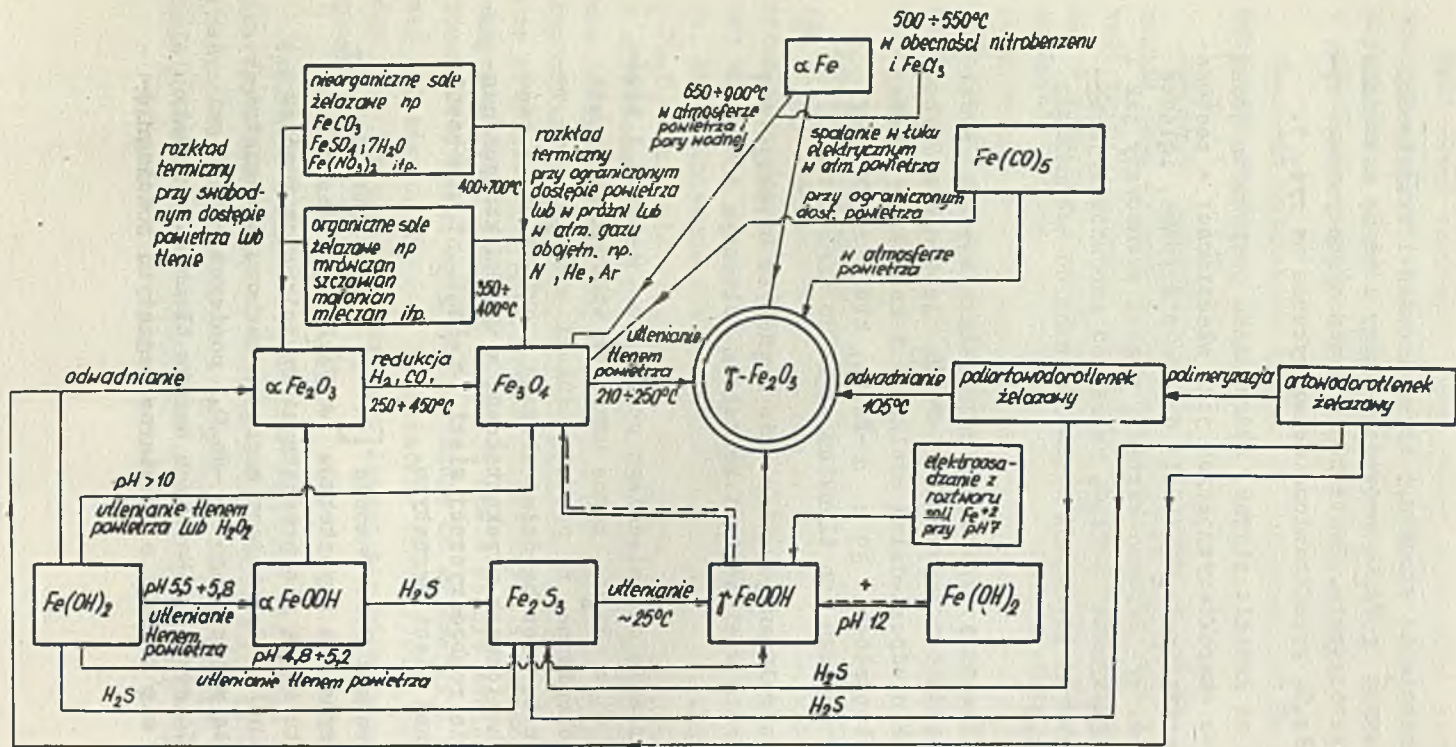 500÷550°C
w obecności nitrobenzenu
i FeCl₃
α Fe
650÷900°C
w atmosferze
powietrza i
pary wodnej
spalanie w łuku
elektrycznym
w atm. powietrza
Fe(CO)₅
przy ograniczonym
dost. powietrza
w atmosferze
powietrza
nieorganiczne sole
żelazawe np
FeCO₃
FeSO₄,7H₂O
Fe(NO₃)₂ itp.
rozkład
termiczny
przy swobod-
nym dostępie
powietrza lub
tlenie
400÷700°C
rozkład
termiczny
przy ograniczonym
dostępie powietrza
lub w próżni lub
w atm. gazu
obojętn. np.
N, He, Ar
organiczne sole
żelazawe np
mrówczan
szczawian
malonian
mleczan itp.
350÷
400°C
odwadnianie
α Fe₂O₃
redukcja
H₂, CO,
250÷450°C
Fe₃O₄
utlenianie
tlenem
powietrza
210÷250°C
γ-Fe₂O₃
odwadnianie
105°C
poliortowodorotlenek
żelazawy
polimeryzacja
ortowodorotlenek
żelazawy
pH >10
utlenianie tlenem
powietrza lub H₂O₂
elektroosa-
dzanie z
roztworu
soli Fe⁺²
przy pH7
Fe(OH)₂
pH 5,5÷5,8
utlenianie
tlenem
powietrza
α FeOOH
H₂S
Fe₂S₃
utlenianie
~25°C
γ FeOOH
+
pH 12
Fe(OH)₂
pH 4,8÷5,2
utlenianie tlenem powietrza
H₂S
H₂S
H₂S